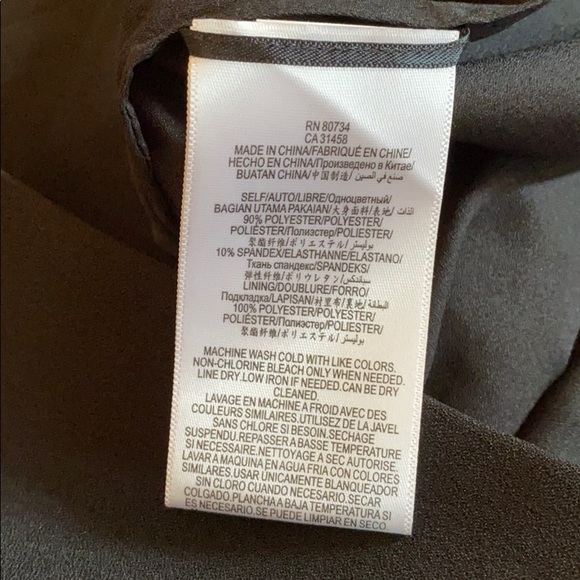 RN 80734
CA 31458
MADE IN CHINA/FABRIQUÉ EN CHINE/
HECHO EN CHINA/Произведено в Китае/
BUATAN CHINA/中国制造/صنع في الصين
SELF/AUTO/LIBRE/Одноцветный/
BAGIAN UTAMA PAKAIAN/大身面料/表地/الذات
90% POLYESTER/POLYESTER/
POLIÉSTER/Полиэстер/POLIESTER/
聚酯纤维/ポリエステル/بوليستر
10% SPANDEX/ELASTHANNE/ELASTANO/
Ткань спандекс/SPANDEKS/
弹性纤维/ポリウレタン/سباندكس
LINING/DOUBLURE/FORRO/
Подкладка/LAPISAN/衬里布/裏地/البطانة
100% POLYESTER/POLYESTER/
POLIÉSTER/Полиэстер/POLIESTER/
聚酯纤维/ポリエステル/بوليستر
MACHINE WASH COLD WITH LIKE COLORS.
NON-CHLORINE BLEACH ONLY WHEN NEEDED.
LINE DRY.LOW IRON IF NEEDED.CAN BE DRY
CLEANED.
LAVAGE EN MACHINE A FROID AVEC DES
COULEURS SIMILAIRES.UTILISEZ DE LA JAVEL
SANS CHLORE SI BESOIN.SECHAGE
SUSPENDU.REPASSER A BASSE TEMPERATURE
SI NECESSAIRE.NETTOYAGE A SEC AUTORISE.
LAVAR A MAQUINA EN AGUA FRIA CON COLORES
SIMILARES.USAR UNICAMENTE BLANQUEADOR
SIN CLORO CUANDO NECESARIO.SECAR
COLGADO.PLANCHA A BAJA TEMPERATURA SI
ES NECESARIO.SE PUEDE LIMPIAR EN SECO.